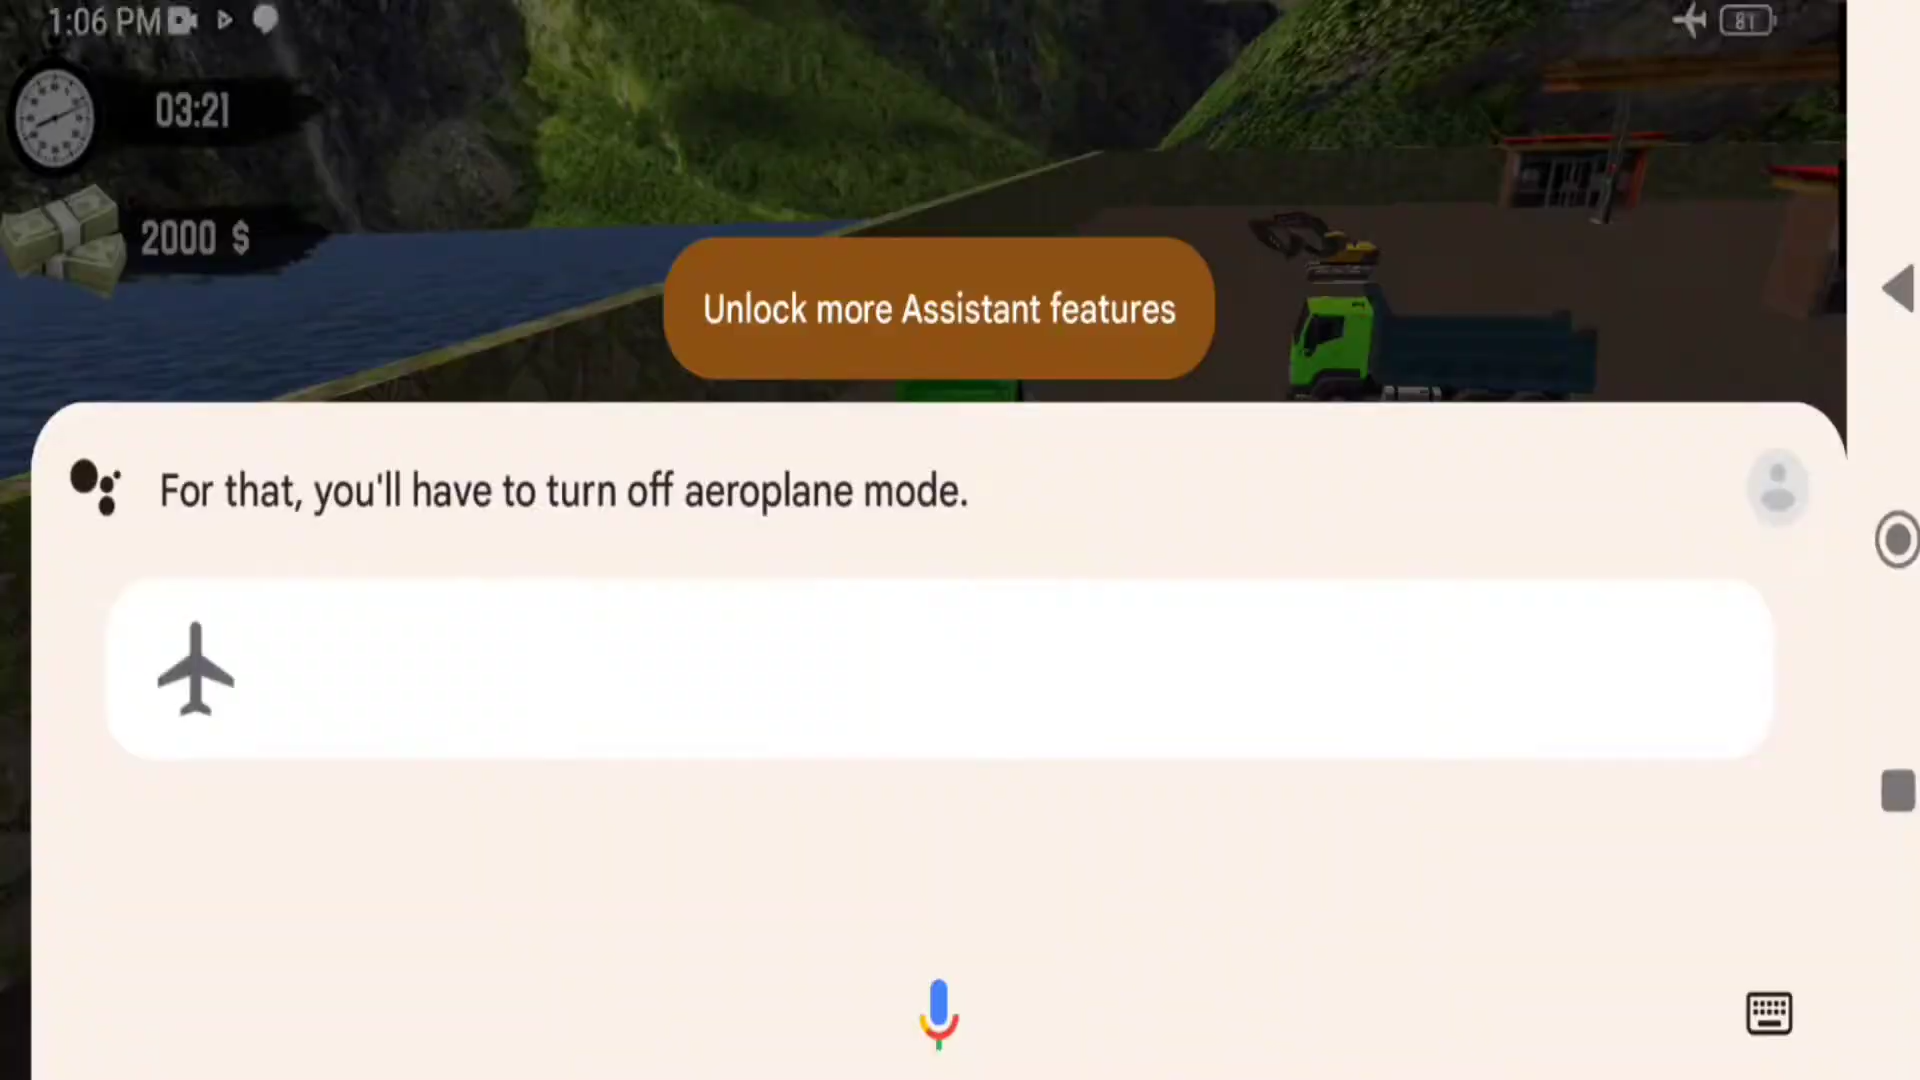 1:06 PM
81
03:21
2000 $
Unlock more Assistant features
For that, you'll have to turn off aeroplane mode.